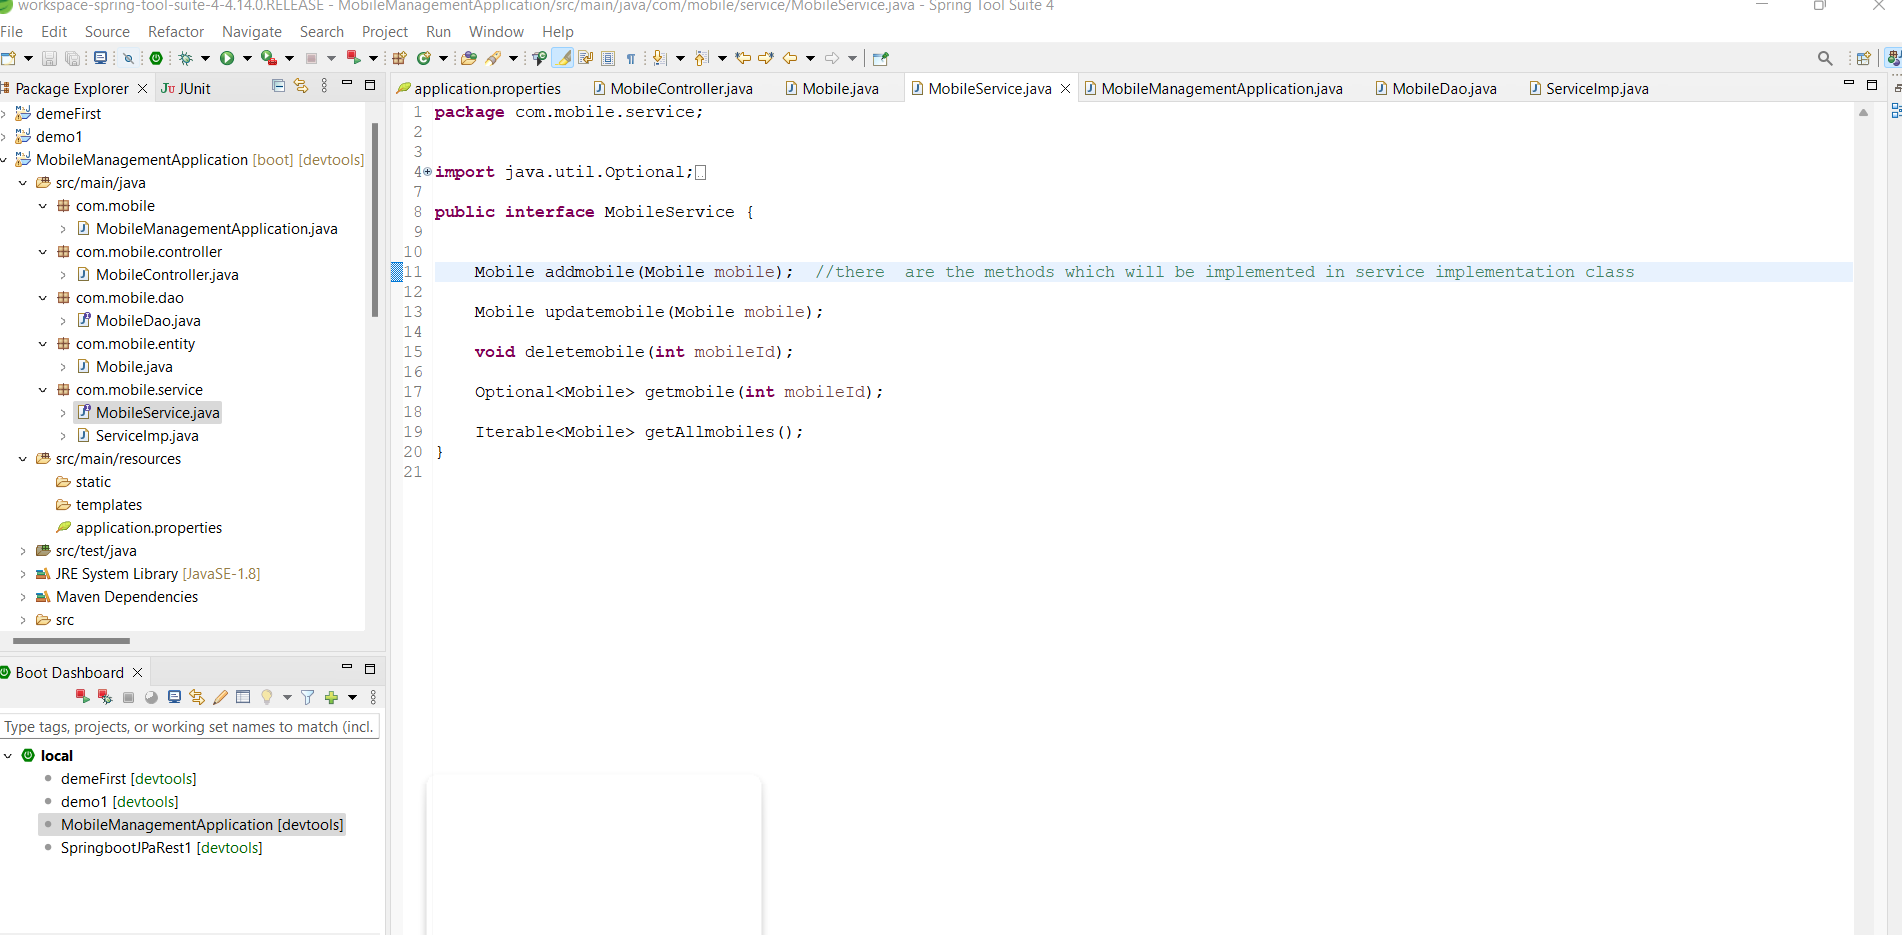 workspace-spring-tool-suite-4-4.14.0.RELEASE - MobileManagementApplication/src/main/java/com/mobile/service/MobileService.java - Spring Tool Suite 4
File Edit Source Refactor Navigate Search Project Run Window Help
Package Explorer JUnit
demeFirst
demo1
MobileManagementApplication [boot] [devtools]
src/main/java
com.mobile
MobileManagementApplication.java
com.mobile.controller
MobileController.java
com.mobile.dao
MobileDao.java
com.mobile.entity
Mobile.java
com.mobile.service
MobileService.java
ServiceImp.java
src/main/resources
static
templates
application.properties
src/test/java
JRE System Library [JavaSE-1.8]
Maven Dependencies
src
Boot Dashboard
Type tags, projects, or working set names to match (incl.
local
demeFirst [devtools]
demo1 [devtools]
MobileManagementApplication [devtools]
SpringbootJPaRest1 [devtools]
application.properties MobileController.java Mobile.java MobileService.java MobileManagementApplication.java MobileDao.java ServiceImp.java
1 package com.mobile.service;
2
3
4 import java.util.Optional;
7
8 public interface MobileService {
9
10
11 Mobile addmobile(Mobile mobile); //there  are the methods which will be implemented in service implementation class
12
13 Mobile updatemobile(Mobile mobile);
14
15 void deletemobile(int mobileId);
16
17 Optional<Mobile> getmobile(int mobileId);
18
19 Iterable<Mobile> getAllmobiles();
20 }
21